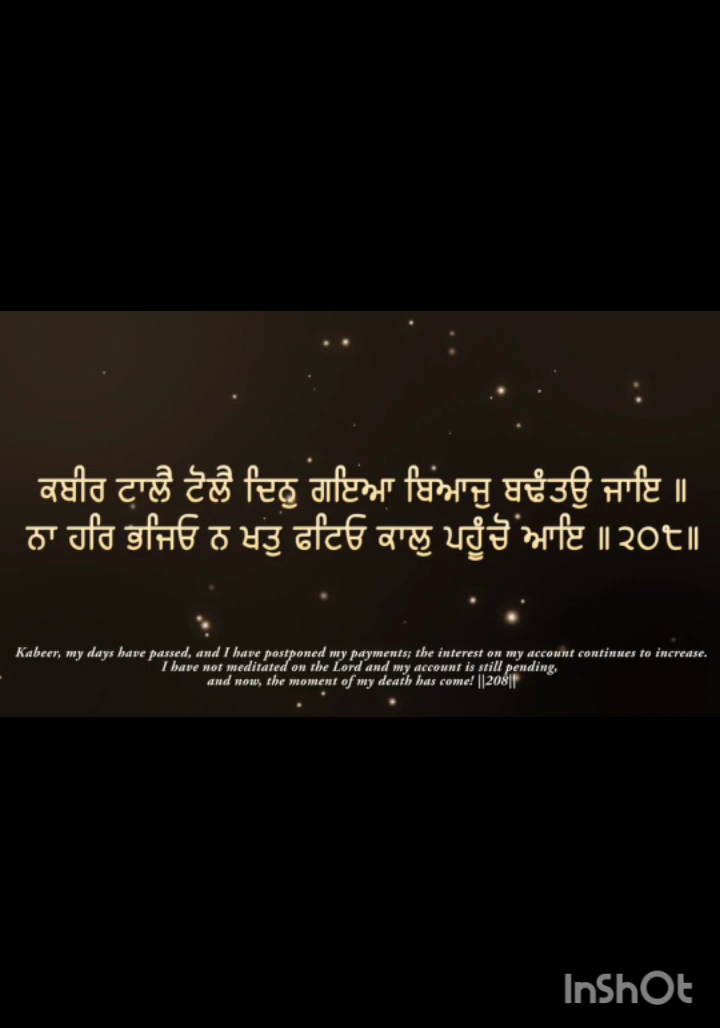 ਕਬੀਰ ਟਾਲੈ ਟੋਲੈ ਦਿਨੁ ਗਇਆ ਬਿਆਜੁ ਬਢੰਤਉ ਜਾਇ ॥
ਨਾ ਹਰਿ ਭਜਿਓ ਨ ਖਤੁ ਫਟਿਓ ਕਾਲੁ ਪਹੂੰਚੋ ਆਇ ॥੨੦੮॥
Kabeer, my days have passed, and I have postponed my payments; the interest on my account continues to increase.
I have not meditated on the Lord and my account is still pending,
and now, the moment of my death has come! ||208||
InShOt